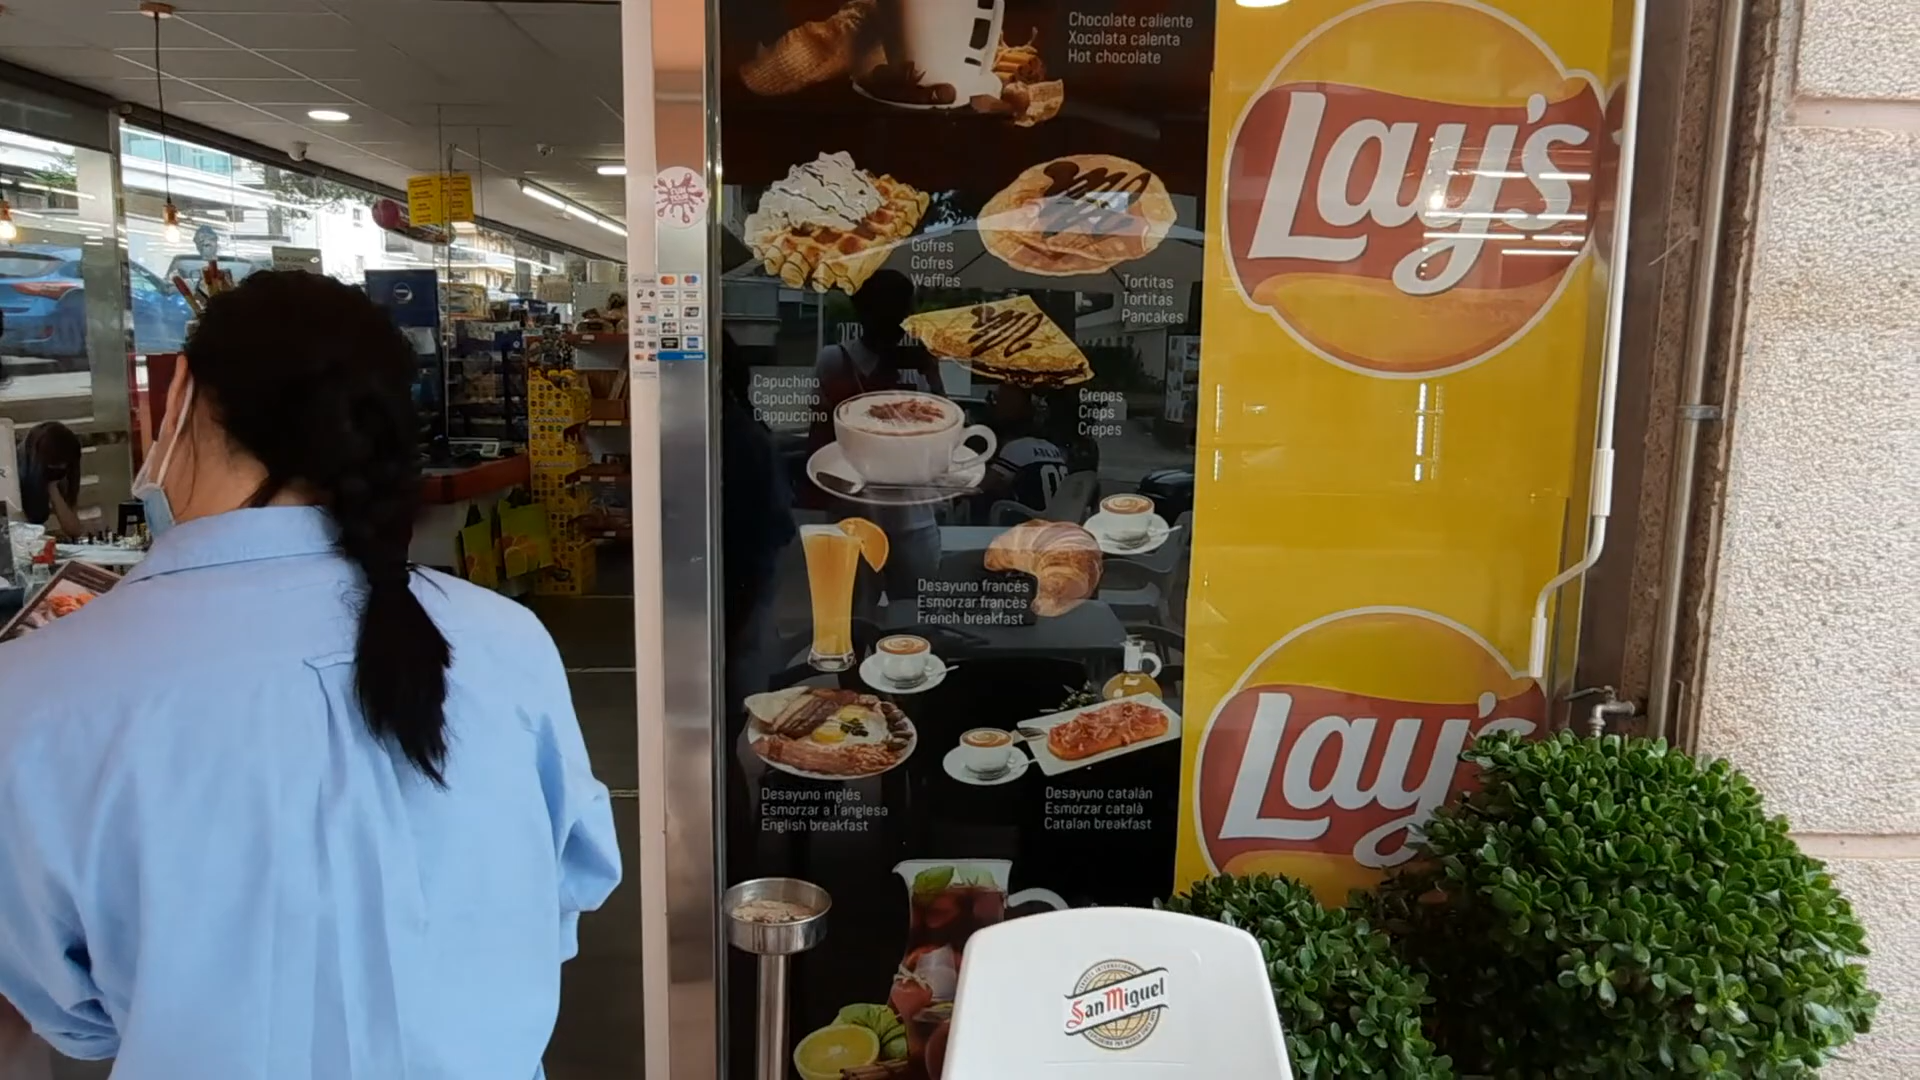 Chocolate caliente
Xocolata calenta
Hot chocolate
Lay's
Gofres
Gofres
Waffles
Tortitas
Tortitas
Pancakes
Capuchino
Capuchino
Cappuccino
Crepes
Creps
Crepes
Desayuno francés
Esmorzar francès
French breakfast
Desayuno inglés
Esmorzar a l'anglesa
English breakfast
Desayuno catalán
Esmorzar català
Catalan breakfast
Lay's
San Miguel